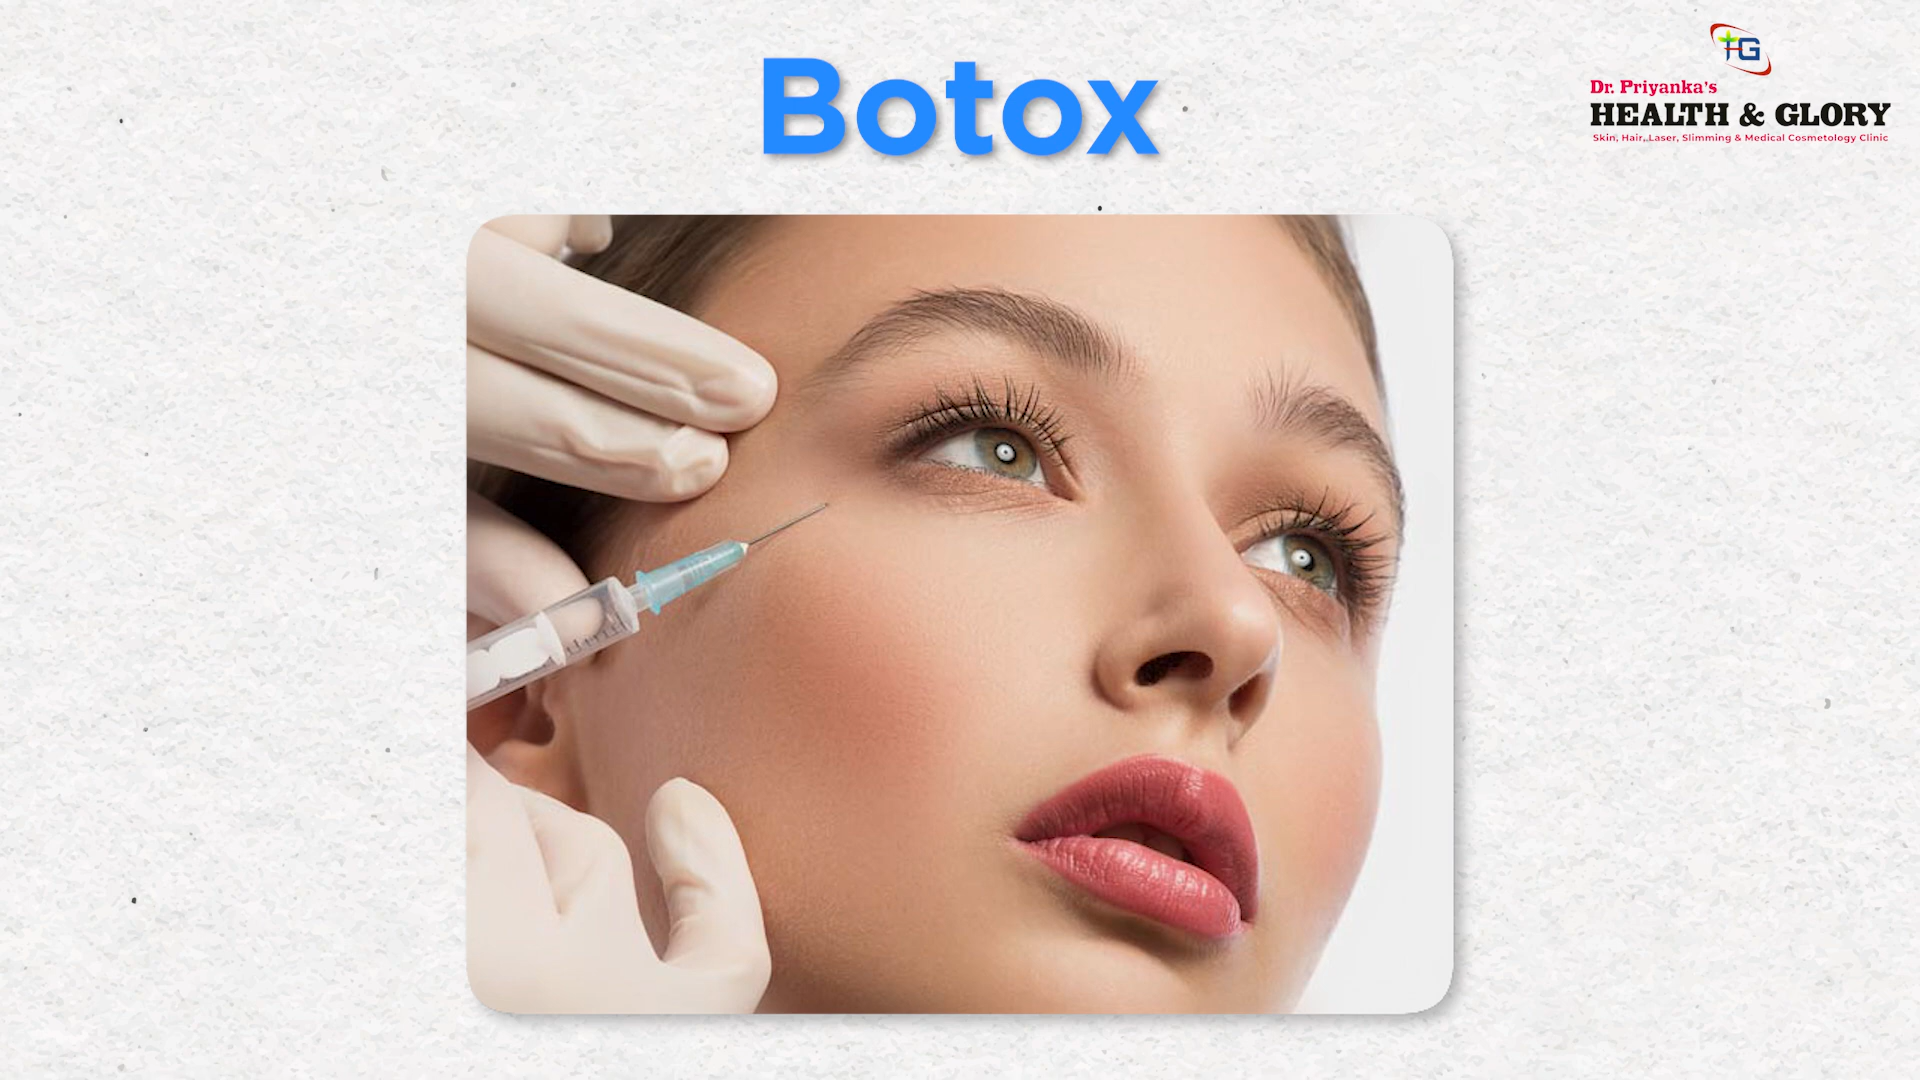 Botox
Dr. Priyanka's
HEALTH & GLORY
Skin, Hair, Laser, Slimming & Medical Cosmetology Clinic